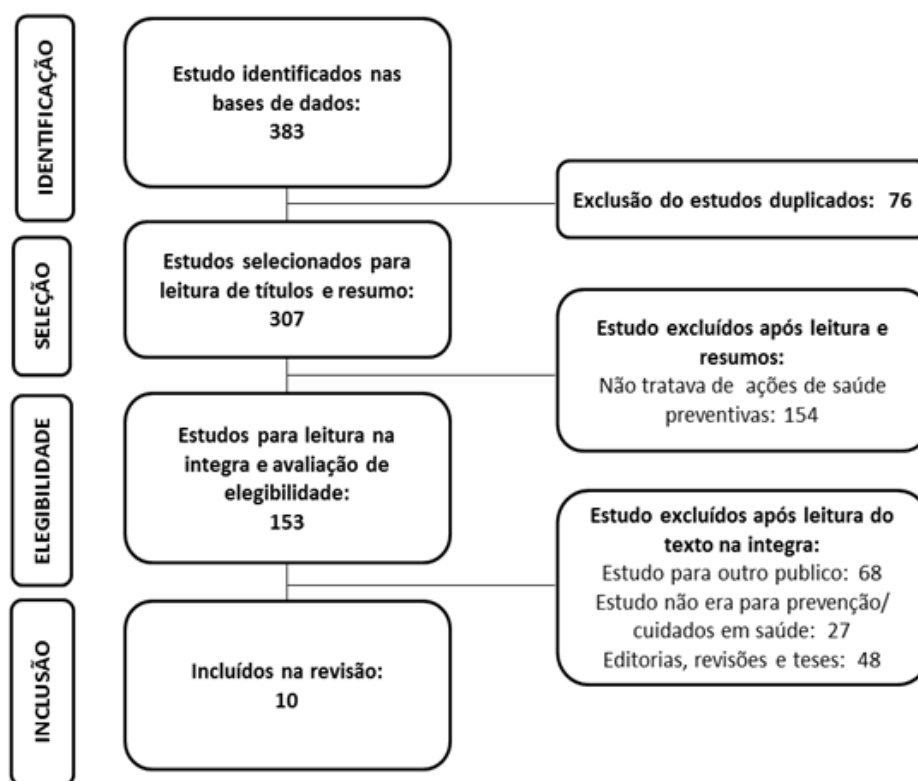 IDENTIFICAÇÃO
Estudo identificados nas
bases de dados:
383
Exclusão do estudos duplicados: 76
SELEÇÃO
Estudos selecionados para
leitura de títulos e resumo:
307
Estudo excluídos após leitura e
resumos:
Não tratava de ações de saúde
preventivas: 154
ELEGIBILIDADE
Estudos para leitura na
integra e avaliação de
elegibilidade:
153
Estudo excluídos após leitura do
texto na integra:
Estudo para outro publico: 68
Estudo não era para prevenção/
cuidados em saúde: 27
Editorias, revisões e teses: 48
INCLUSÃO
Incluídos na revisão:
10